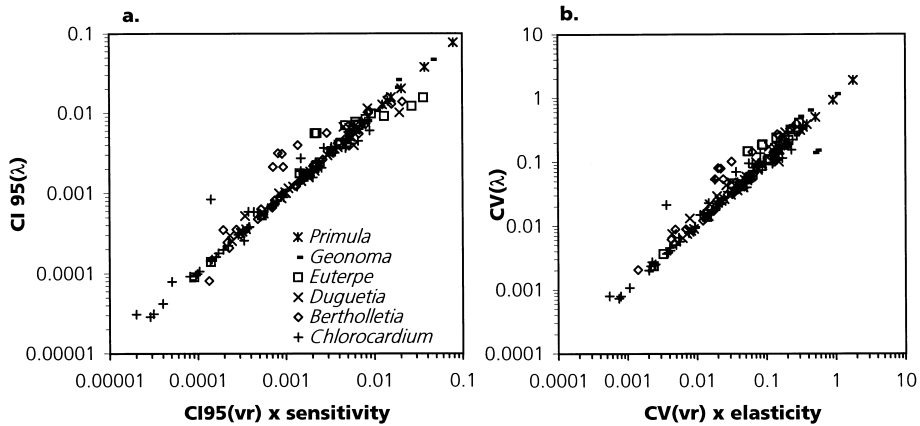 a.
CI 95(λ)
0.1
0.01
0.001
0.0001
0.00001
Primula
Geonoma
Euterpe
Duguetia
Bertholletia
Chlorocardium
0.00001 0.0001 0.001 0.01 0.1
CI95(vr) x sensitivity
b.
CV(λ)
10
1
0.1
0.01
0.001
0.0001
0.0001 0.001 0.01 0.1 1 10
CV(vr) x elasticity